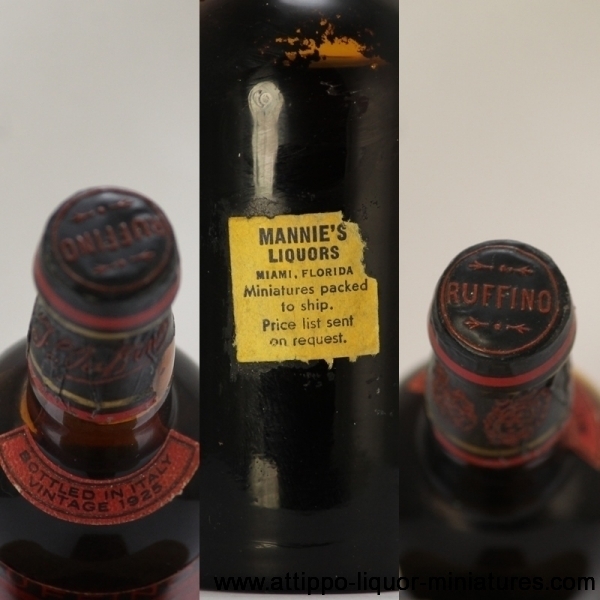 RUFFINO
BOTTLED IN ITALY
VINTAGE 1925
MANNIE'S
LIQUORS
MIAMI, FLORIDA
Miniatures packed
to ship.
Price list sent
on request.
RUFFINO
www.attippo-liquor-miniatures.com